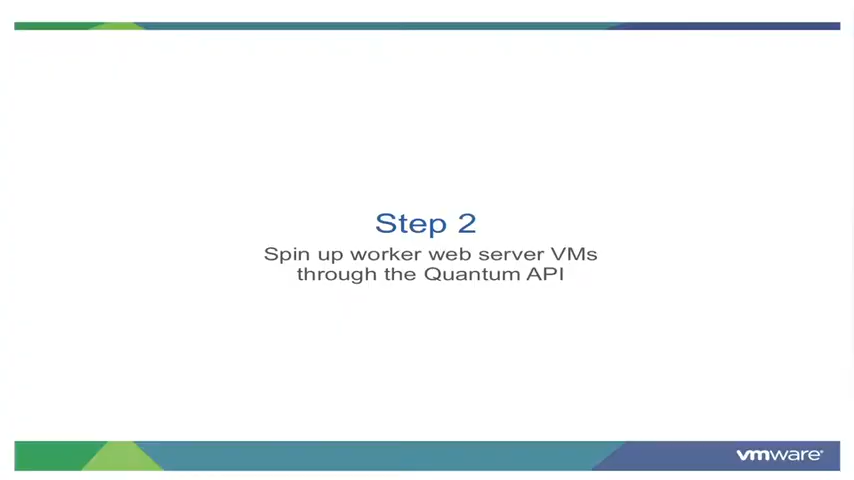 Step 2
Spin up worker web server VMs
through the Quantum API
vmware®